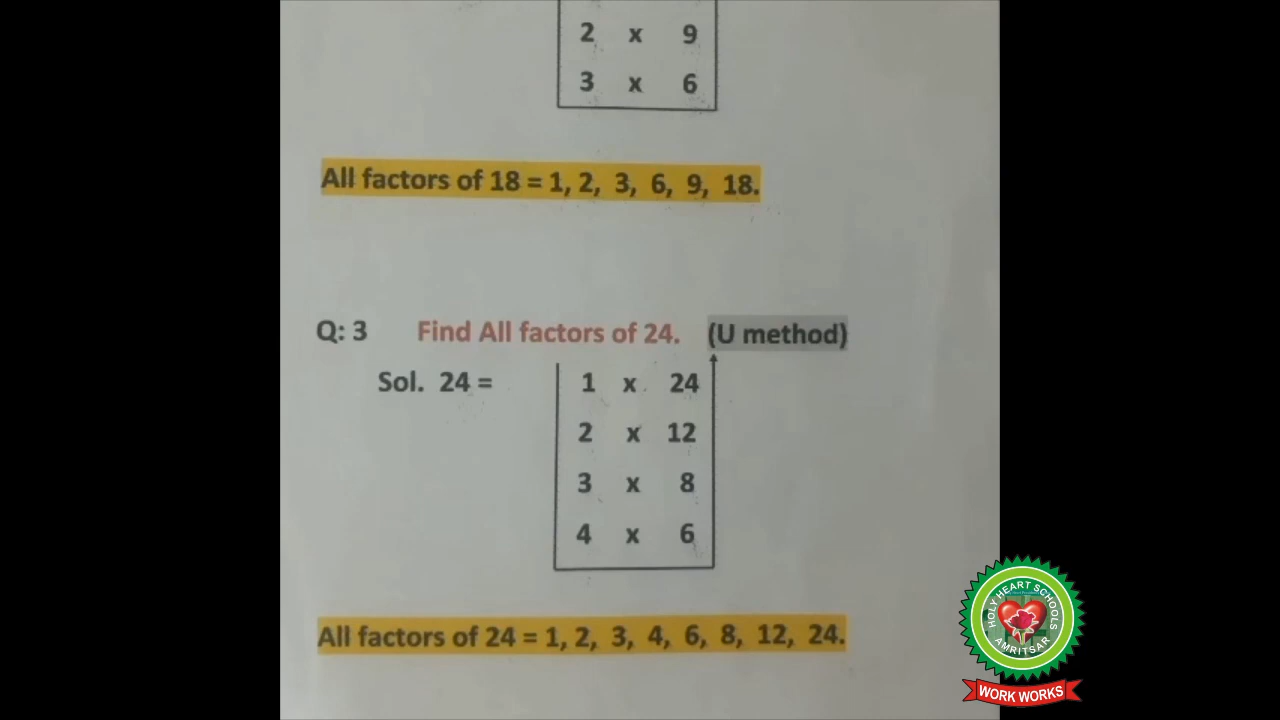 2 x 9
3 x 6
All factors of 18 = 1, 2, 3, 6, 9, 18.
Q: 3 Find All factors of 24. (U method)
Sol. 24 = 1 x 24
2 x 12
3 x 8
4 x 6
All factors of 24 = 1, 2, 3, 4, 6, 8, 12, 24.
HOLY HEART SCHOOLS
AMRITSAR
WORK WORKS